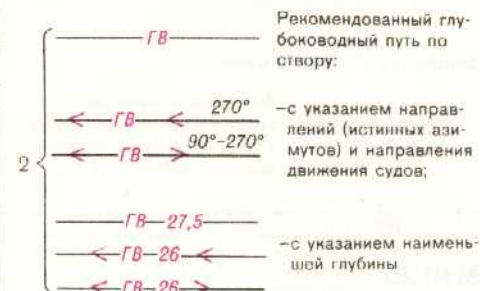 ГВ
Рекомендованный глу-
боководный путь по
створу:
ГВ 270°
ГВ 90°-270°
-с указанием направ-
лений (истинных ази-
мутов) и направления
движения судов;
2
ГВ-27,5
ГВ-26
ГВ-26
-с указанием наимень-
шей глубины